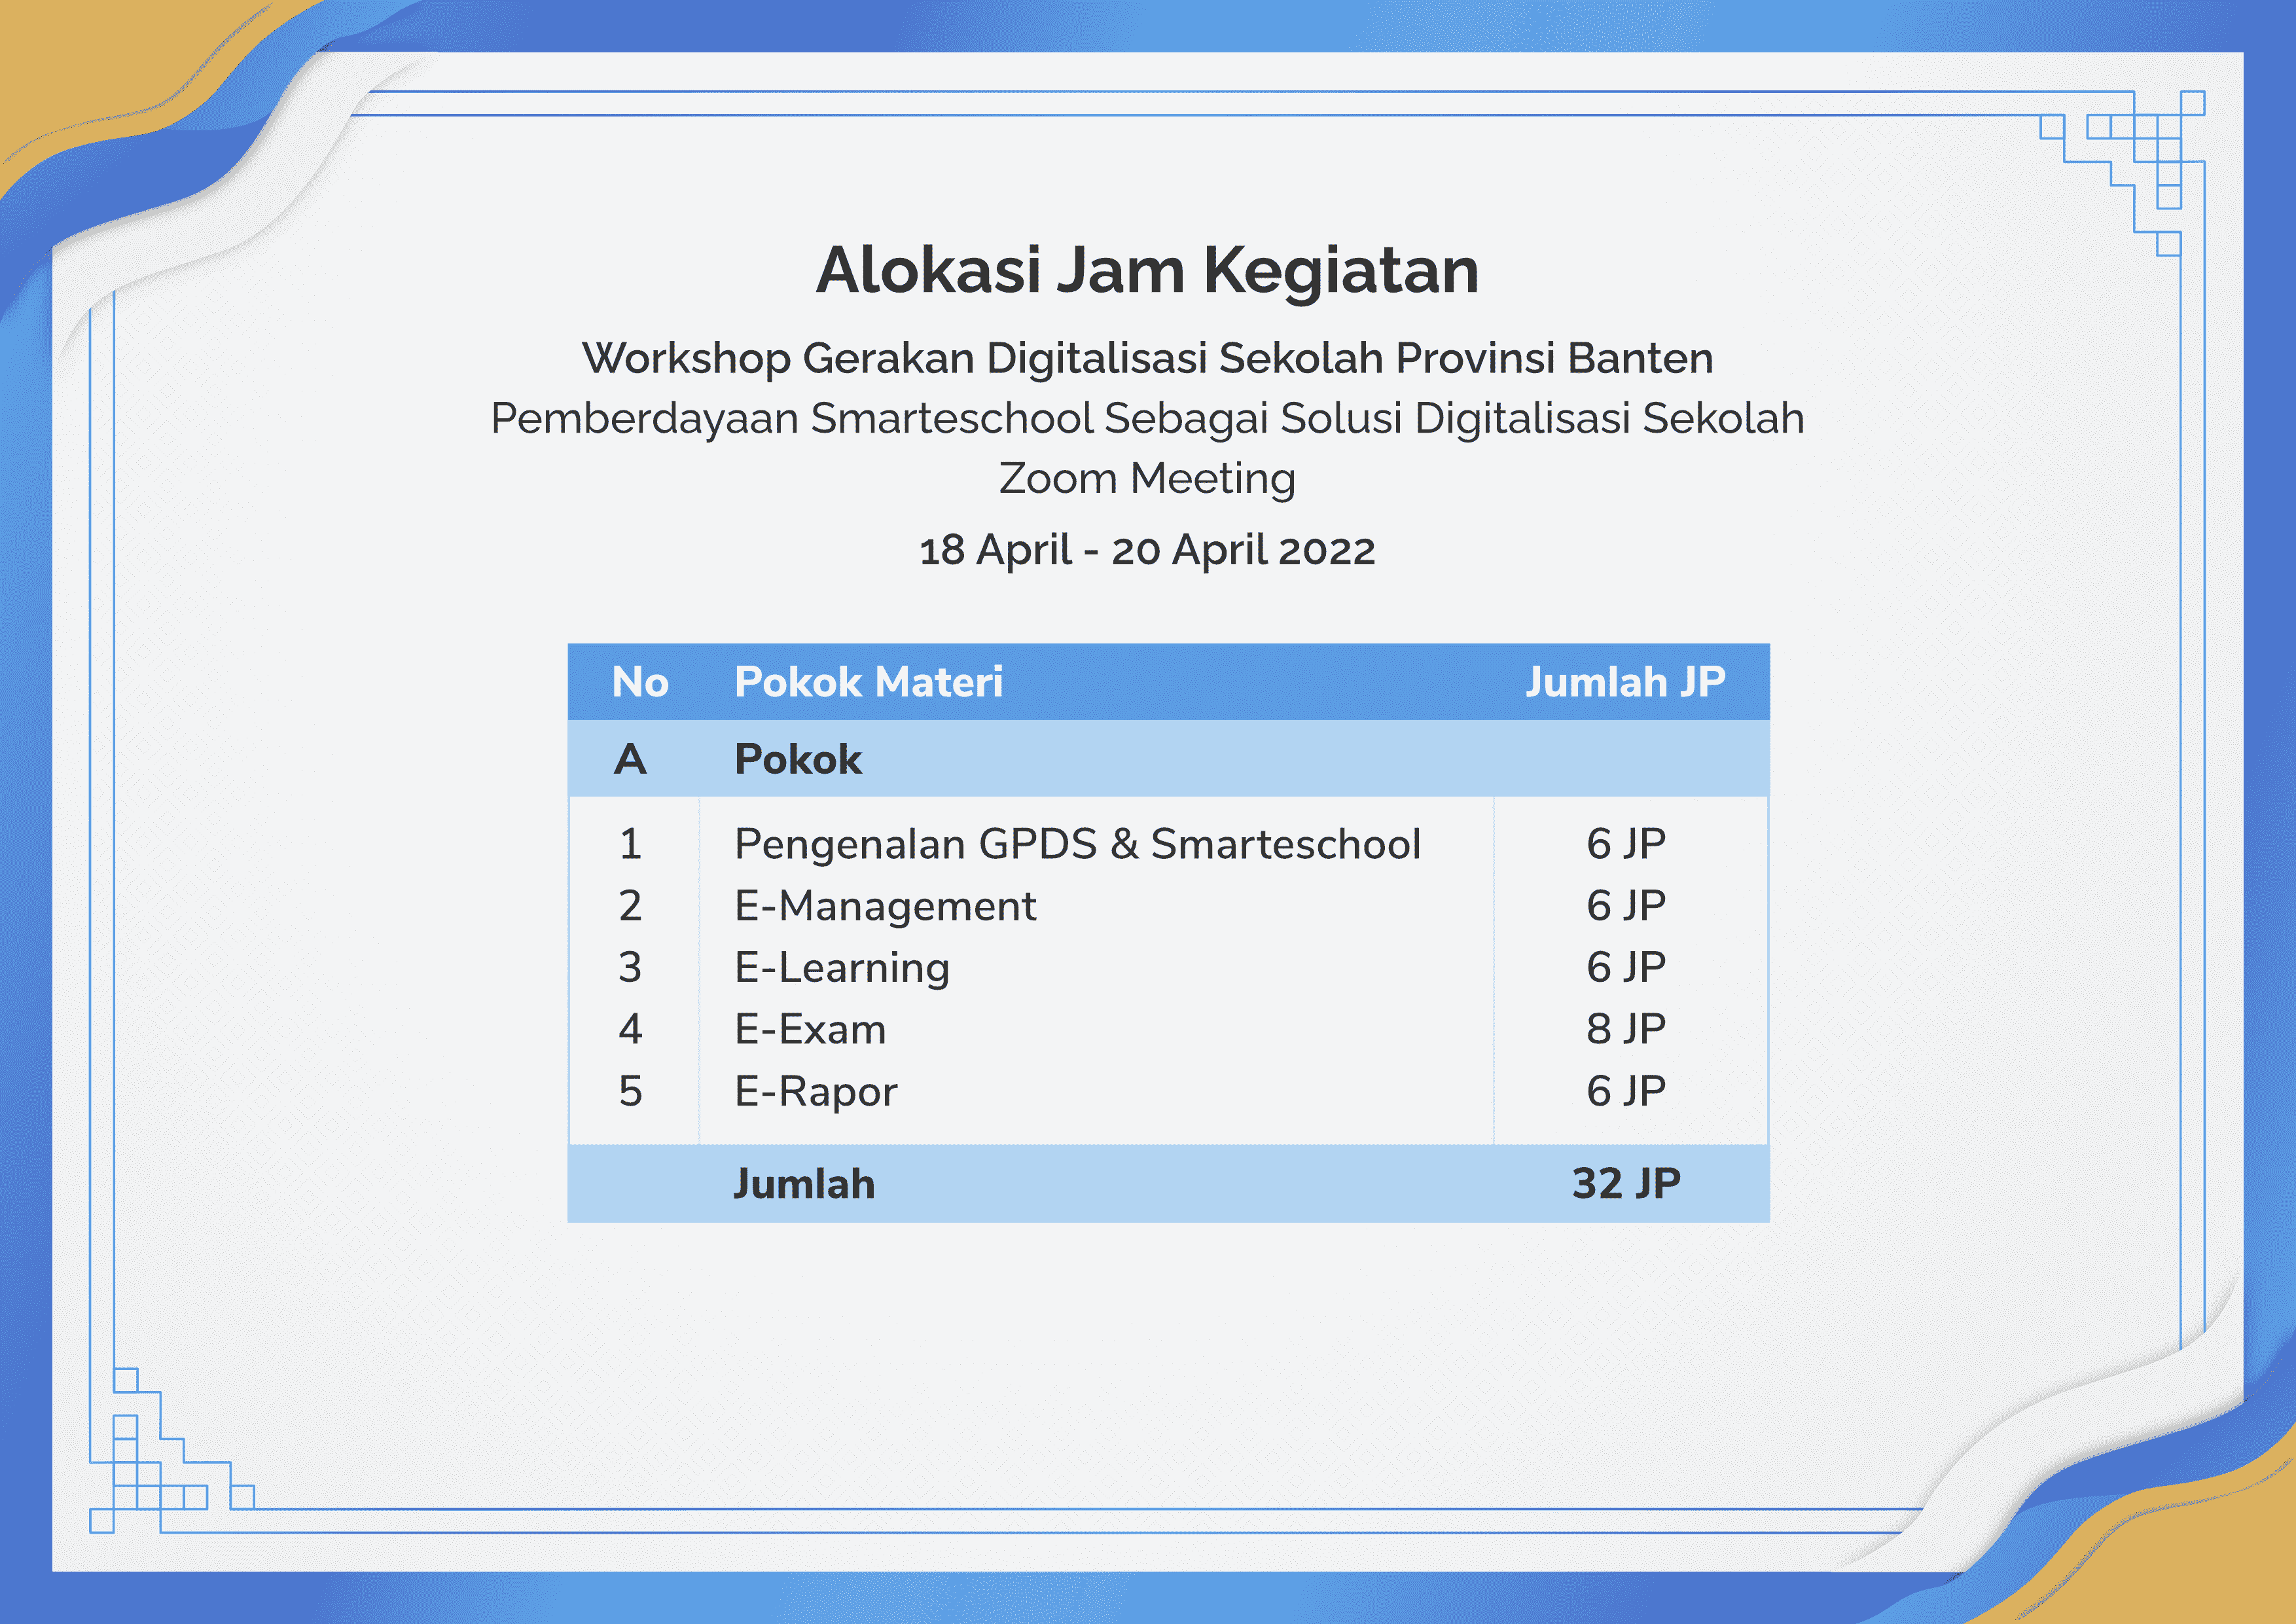 Alokasi Jam Kegiatan
Workshop Gerakan Digitalisasi Sekolah Provinsi Banten
Pemberdayaan Smarteschool Sebagai Solusi Digitalisasi Sekolah
Zoom Meeting
18 April - 20 April 2022
No Pokok Materi Jumlah JP
A Pokok
1 Pengenalan GPDS & Smarteschool 6 JP
2 E-Management 6 JP
3 E-Learning 6 JP
4 E-Exam 8 JP
5 E-Rapor 6 JP
Jumlah 32 JP